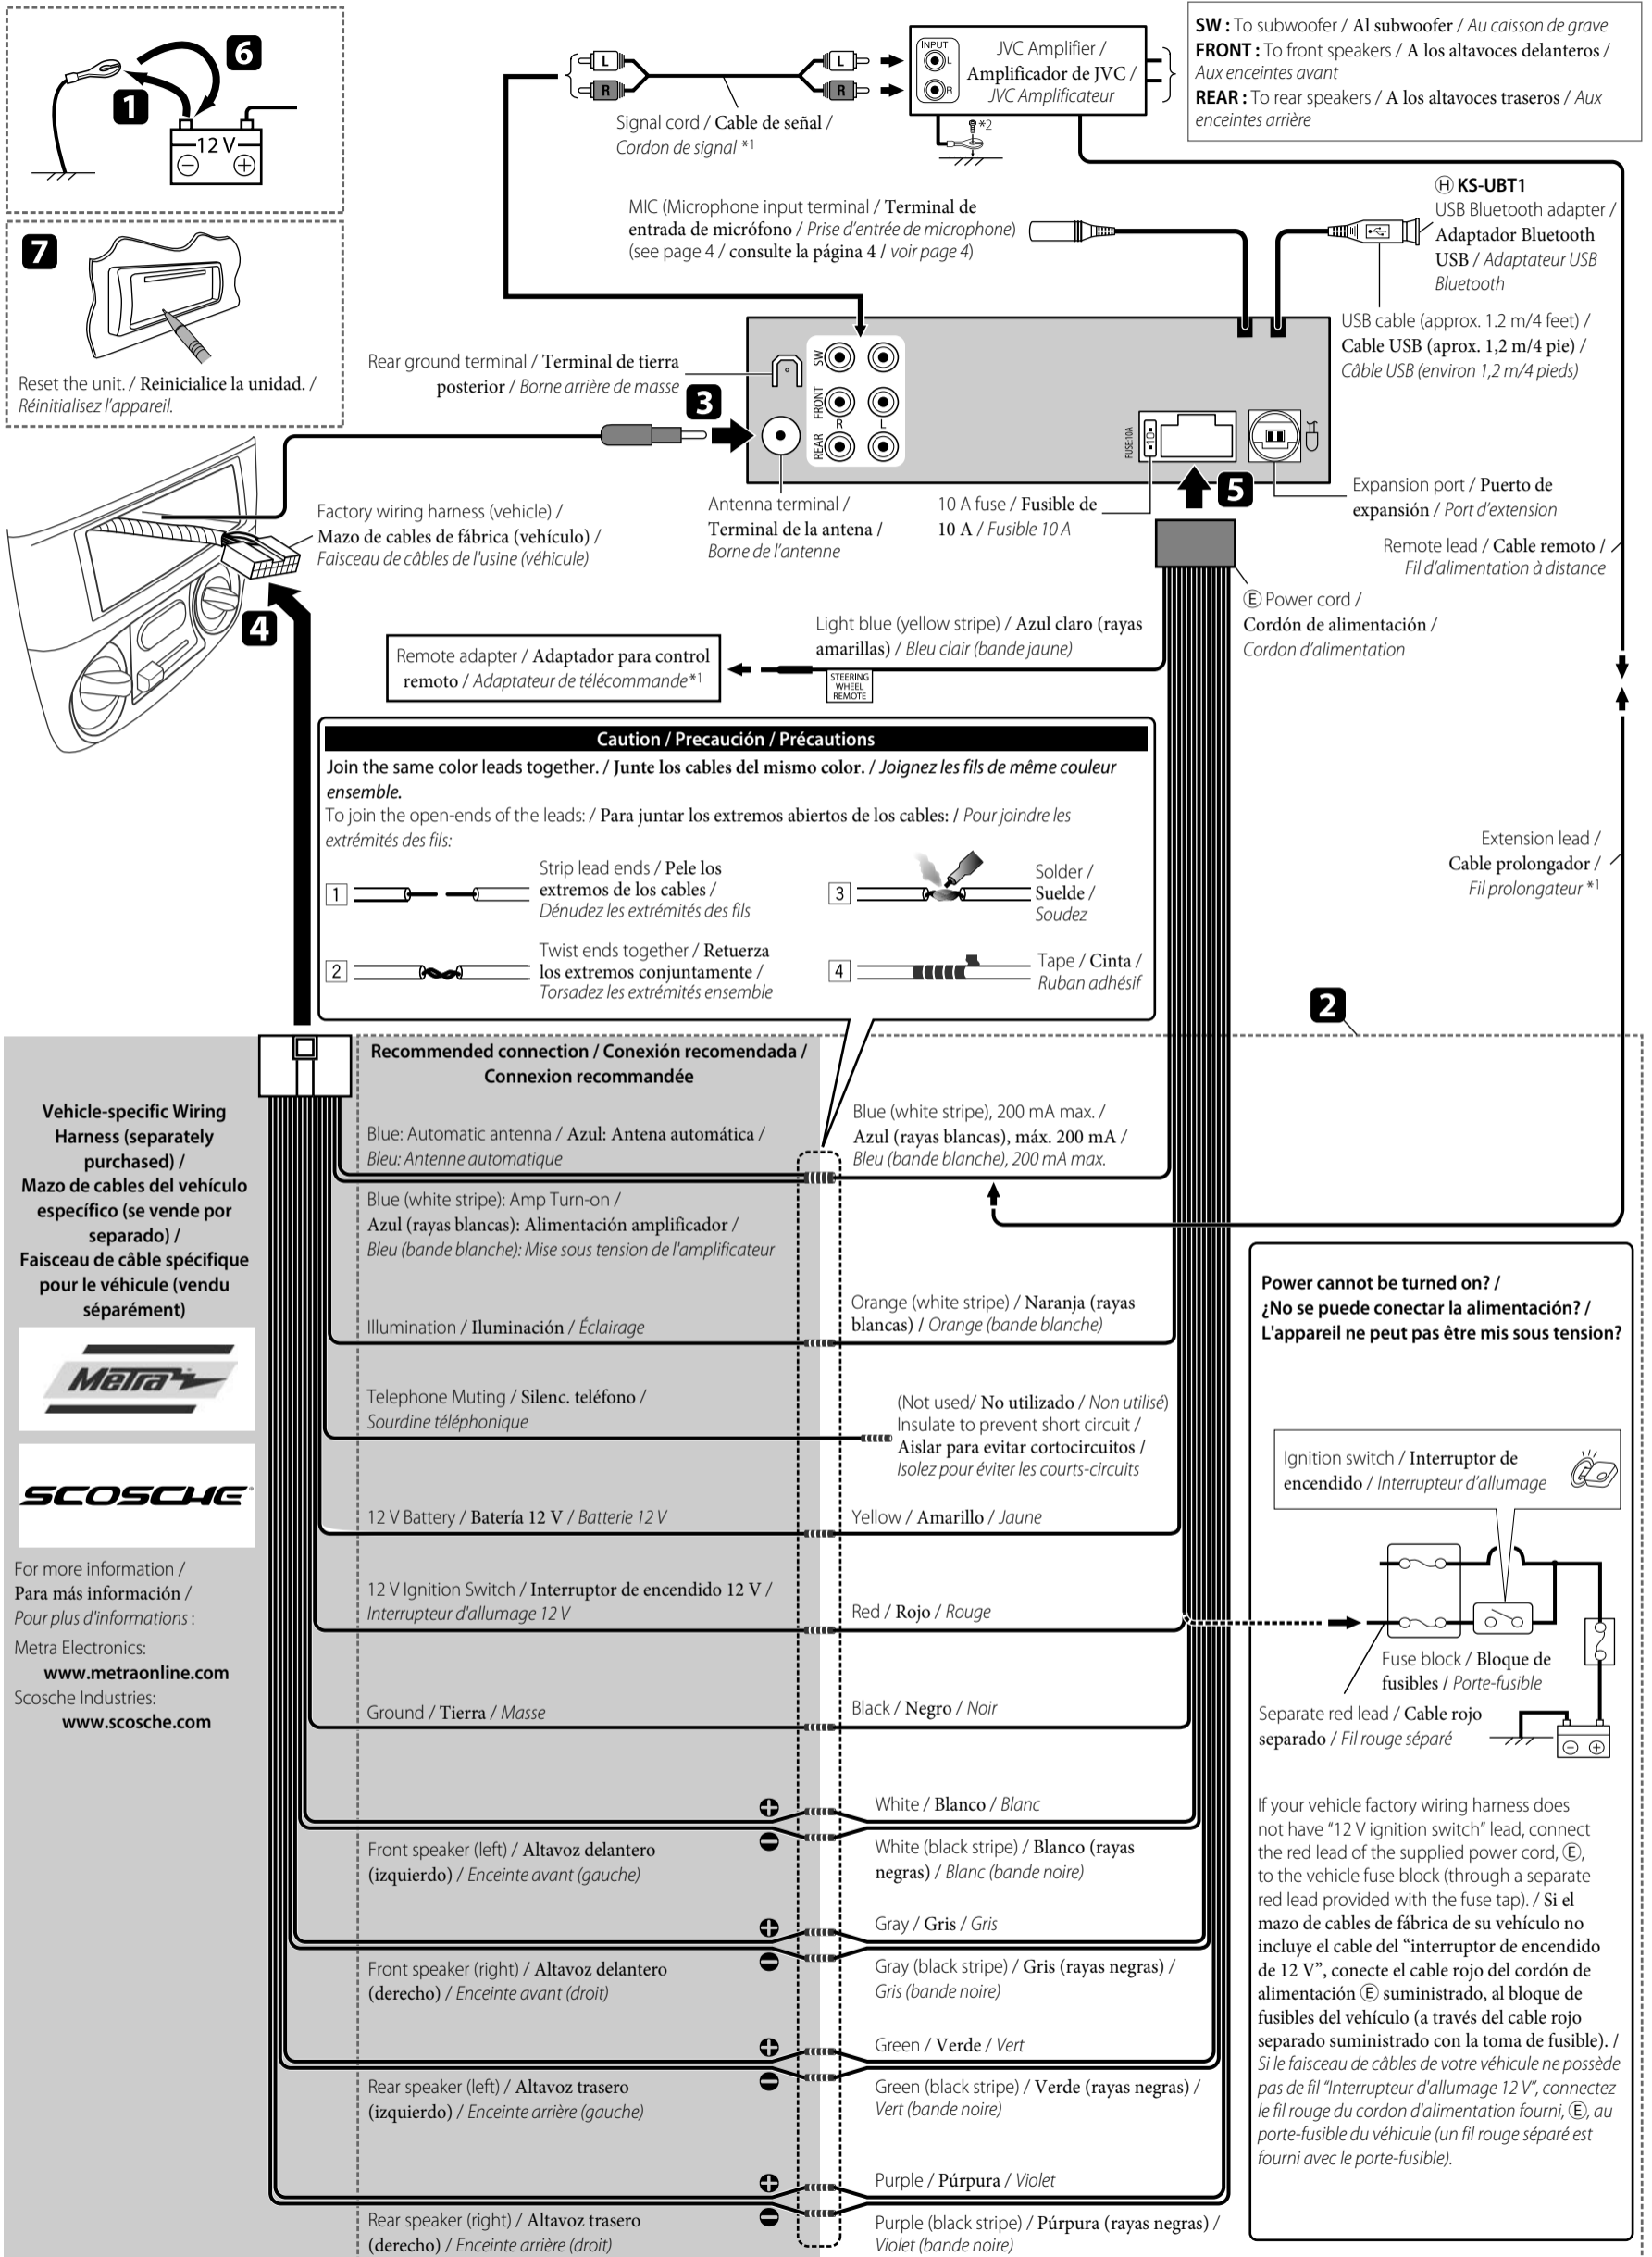 6
1
12 V
7
Reset the unit. / Reinicialice la unidad. /
Réinitialisez l'appareil.
L
R
L
R
Signal cord / Cable de señal /
Cordon de signal *1
INPUT
L
R
JVC Amplifier /
Amplificador de JVC /
JVC Amplificateur
*2
SW : To subwoofer / Al subwoofer / Au caisson de grave
FRONT : To front speakers / A los altavoces delanteros /
Aux enceintes avant
REAR : To rear speakers / A los altavoces traseros / Aux
enceintes arrière
MIC (Microphone input terminal / Terminal de
entrada de micrófono / Prise d'entrée de microphone)
(see page 4 / consulte la página 4 / voir page 4)
Ⓗ KS-UBT1
USB Bluetooth adapter /
Adaptador Bluetooth
USB / Adaptateur USB
Bluetooth
USB cable (approx. 1.2 m/4 feet) /
Cable USB (aprox. 1,2 m/4 pie) /
Câble USB (environ 1,2 m/4 pieds)
Rear ground terminal / Terminal de tierra
posterior / Borne arrière de masse
3
SW
FRONT
R L
REAR
FUSE:10A
10
5
Factory wiring harness (vehicle) /
Mazo de cables de fábrica (vehículo) /
Faisceau de câbles de l'usine (véhicule)
Antenna terminal /
Terminal de la antena /
Borne de l'antenne
10 A fuse / Fusible de
10 A / Fusible 10 A
Expansion port / Puerto de
expansión / Port d'extension
Remote lead / Cable remoto /
Fil d'alimentation à distance
4
Ⓔ Power cord /
Cordón de alimentación /
Cordon d'alimentation
Light blue (yellow stripe) / Azul claro (rayas
amarillas) / Bleu clair (bande jaune)
Remote adapter / Adaptador para control
remoto / Adaptateur de télécommande*1
STEERING
WHEEL
REMOTE
Caution / Precaución / Précautions
Join the same color leads together. / Junte los cables del mismo color. / Joignez les fils de même couleur
ensemble.
To join the open-ends of the leads: / Para juntar los extremos abiertos de los cables: / Pour joindre les
extrémités des fils:
1
Strip lead ends / Pele los
extremos de los cables /
Dénudez les extrémités des fils
2
Twist ends together / Retuerza
los extremos conjuntamente /
Torsadez les extrémités ensemble
3
Solder /
Suelde /
Soudez
4
Tape / Cinta /
Ruban adhésif
Extension lead /
Cable prolongador /
Fil prolongateur *1
2
Vehicle-specific Wiring
Harness (separately
purchased) /
Mazo de cables del vehículo
específico (se vende por
separado) /
Faisceau de câble spécifique
pour le véhicule (vendu
séparément)
Metra
SCOSCHE
For more information /
Para más información /
Pour plus d'informations :
Metra Electronics:
www.metraonline.com
Scosche Industries:
www.scosche.com
Recommended connection / Conexión recomendada /
Connexion recommandée
Blue: Automatic antenna / Azul: Antena automática /
Bleu: Antenne automatique
Blue (white stripe): Amp Turn-on /
Azul (rayas blancas): Alimentación amplificador /
Bleu (bande blanche): Mise sous tension de l'amplificateur
Blue (white stripe), 200 mA max. /
Azul (rayas blancas), máx. 200 mA /
Bleu (bande blanche), 200 mA max.
Illumination / Iluminación / Éclairage
Orange (white stripe) / Naranja (rayas
blancas) / Orange (bande blanche)
Telephone Muting / Silenc. teléfono /
Sourdine téléphonique
(Not used/ No utilizado / Non utilisé)
Insulate to prevent short circuit /
Aislar para evitar cortocircuitos /
Isolez pour éviter les courts-circuits
12 V Battery / Batería 12 V / Batterie 12 V
Yellow / Amarillo / Jaune
12 V Ignition Switch / Interruptor de encendido 12 V /
Interrupteur d'allumage 12 V
Red / Rojo / Rouge
Ground / Tierra / Masse
Black / Negro / Noir
Front speaker (left) / Altavoz delantero
(izquierdo) / Enceinte avant (gauche)
White / Blanco / Blanc
White (black stripe) / Blanco (rayas
negras) / Blanc (bande noire)
Front speaker (right) / Altavoz delantero
(derecho) / Enceinte avant (droit)
Gray / Gris / Gris
Gray (black stripe) / Gris (rayas negras) /
Gris (bande noire)
Rear speaker (left) / Altavoz trasero
(izquierdo) / Enceinte arrière (gauche)
Green / Verde / Vert
Green (black stripe) / Verde (rayas negras) /
Vert (bande noire)
Rear speaker (right) / Altavoz trasero
(derecho) / Enceinte arrière (droit)
Purple / Púrpura / Violet
Purple (black stripe) / Púrpura (rayas negras) /
Violet (bande noire)
Power cannot be turned on? /
¿No se puede conectar la alimentación? /
L'appareil ne peut pas être mis sous tension?
Ignition switch / Interruptor de
encendido / Interrupteur d'allumage
Fuse block / Bloque de
fusibles / Porte-fusible
Separate red lead / Cable rojo
separado / Fil rouge séparé
If your vehicle factory wiring harness does
not have “12 V ignition switch” lead, connect
the red lead of the supplied power cord, Ⓔ,
to the vehicle fuse block (through a separate
red lead provided with the fuse tap). / Si el
mazo de cables de fábrica de su vehículo no
incluye el cable del “interruptor de encendido
de 12 V”, conecte el cable rojo del cordón de
alimentación Ⓔ suministrado, al bloque de
fusibles del vehículo (a través del cable rojo
separado suministrado con la toma de fusible). /
Si le faisceau de câbles de votre véhicule ne possède
pas de fil “Interrupteur d'allumage 12 V”, connectez
le fil rouge du cordon d'alimentation fourni, Ⓔ, au
porte-fusible du véhicule (un fil rouge séparé est
fourni avec le porte-fusible).